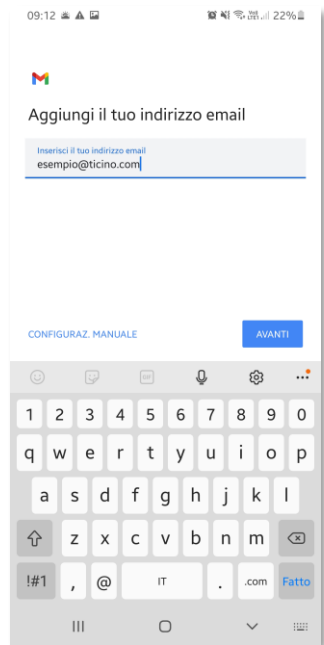 09:12 22%
Aggiungi il tuo indirizzo email
Inserisci il tuo indirizzo email
esempio@ticino.com
CONFIGURAZ. MANUALE AVANTI
GIF
1 2 3 4 5 6 7 8 9 0
q w e r t y u i o p
a s d f g h j k l
z x c v b n m
!#1 , @ IT . .com Fatto